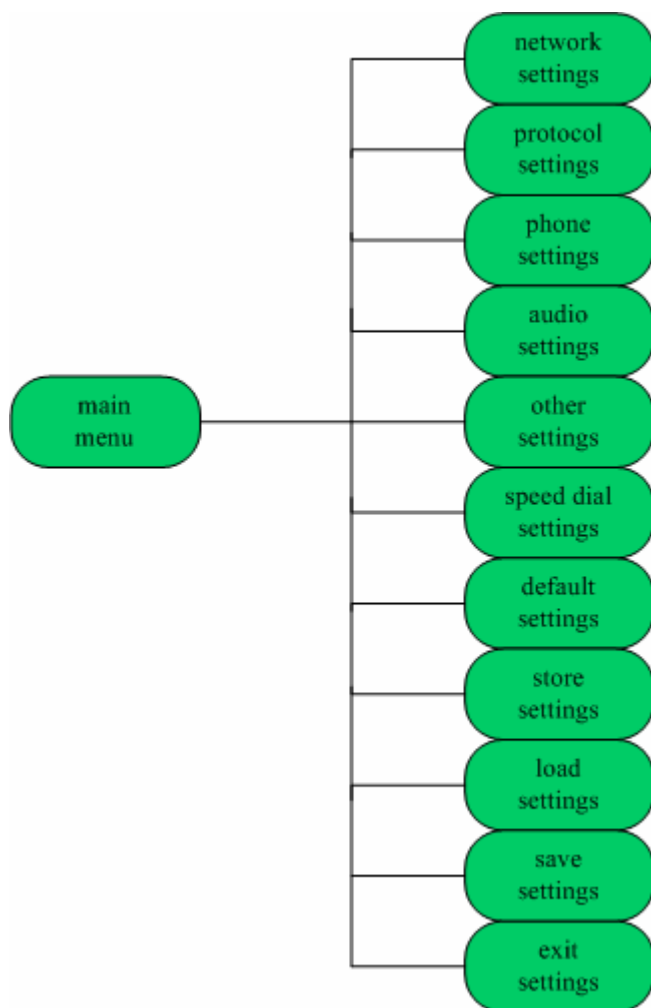 network
settings
protocol
settings
phone
settings
audio
settings
main
menu
other
settings
speed dial
settings
default
settings
store
settings
load
settings
save
settings
exit
settings